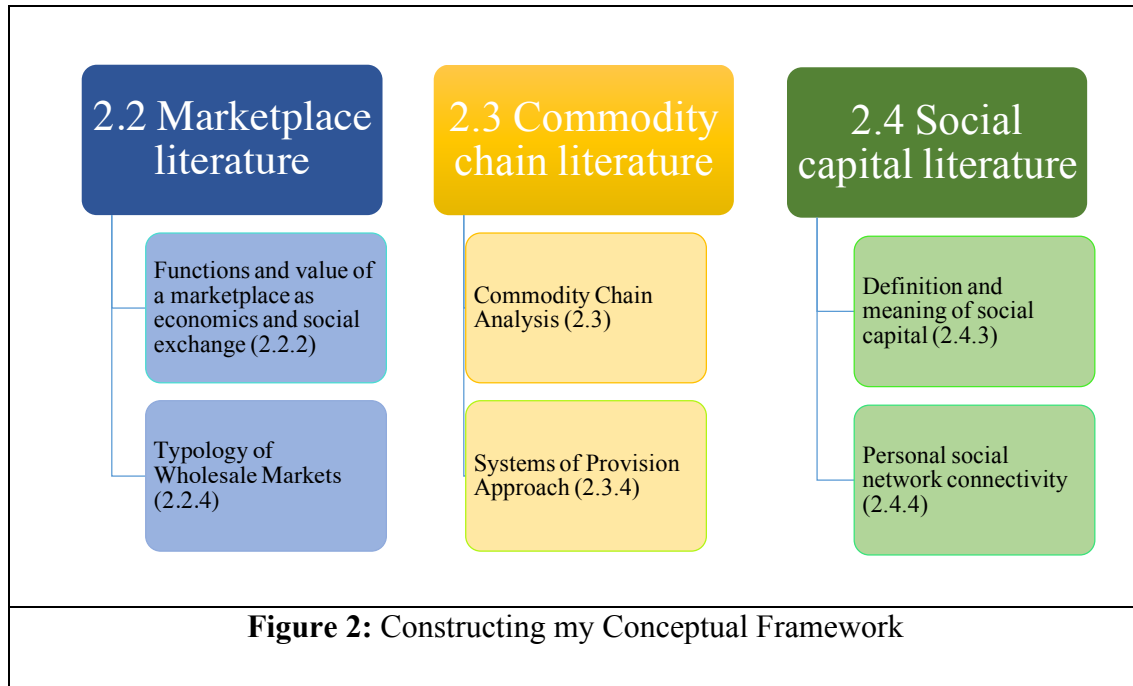 2.2 Marketplace
literature
Functions and value of
a marketplace as
economics and social
exchange (2.2.2)
Typology of
Wholesale Markets
(2.2.4)
2.3 Commodity
chain literature
Commodity Chain
Analysis (2.3)
Systems of Provision
Approach (2.3.4)
2.4 Social
capital literature
Definition and
meaning of social
capital (2.4.3)
Personal social
network connectivity
(2.4.4)
Figure 2: Constructing my Conceptual Framework